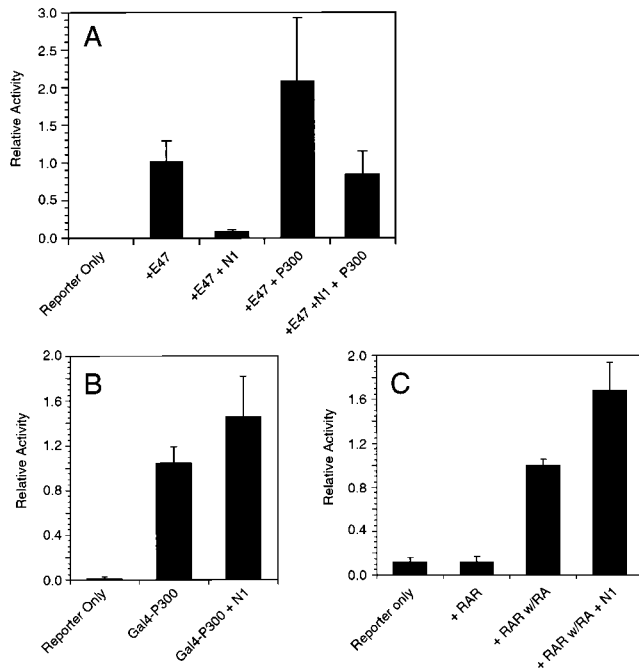 A
Relative Activity
3.0
2.5
2.0
1.5
1.0
0.5
0.0
Reporter Only
+E47
+E47 + N1
+E47 + P300
+E47 +N1 + P300
B
Relative Activity
2.0
1.6
1.2
0.8
0.4
0.0
Reporter Only
Gal4-P300
Gal4-P300 + N1
C
Relative Activity
2.0
1.6
1.2
0.8
0.4
0.0
Reporter only
+ RAR
+ RAR w/RA
+ RAR w/RA + N1